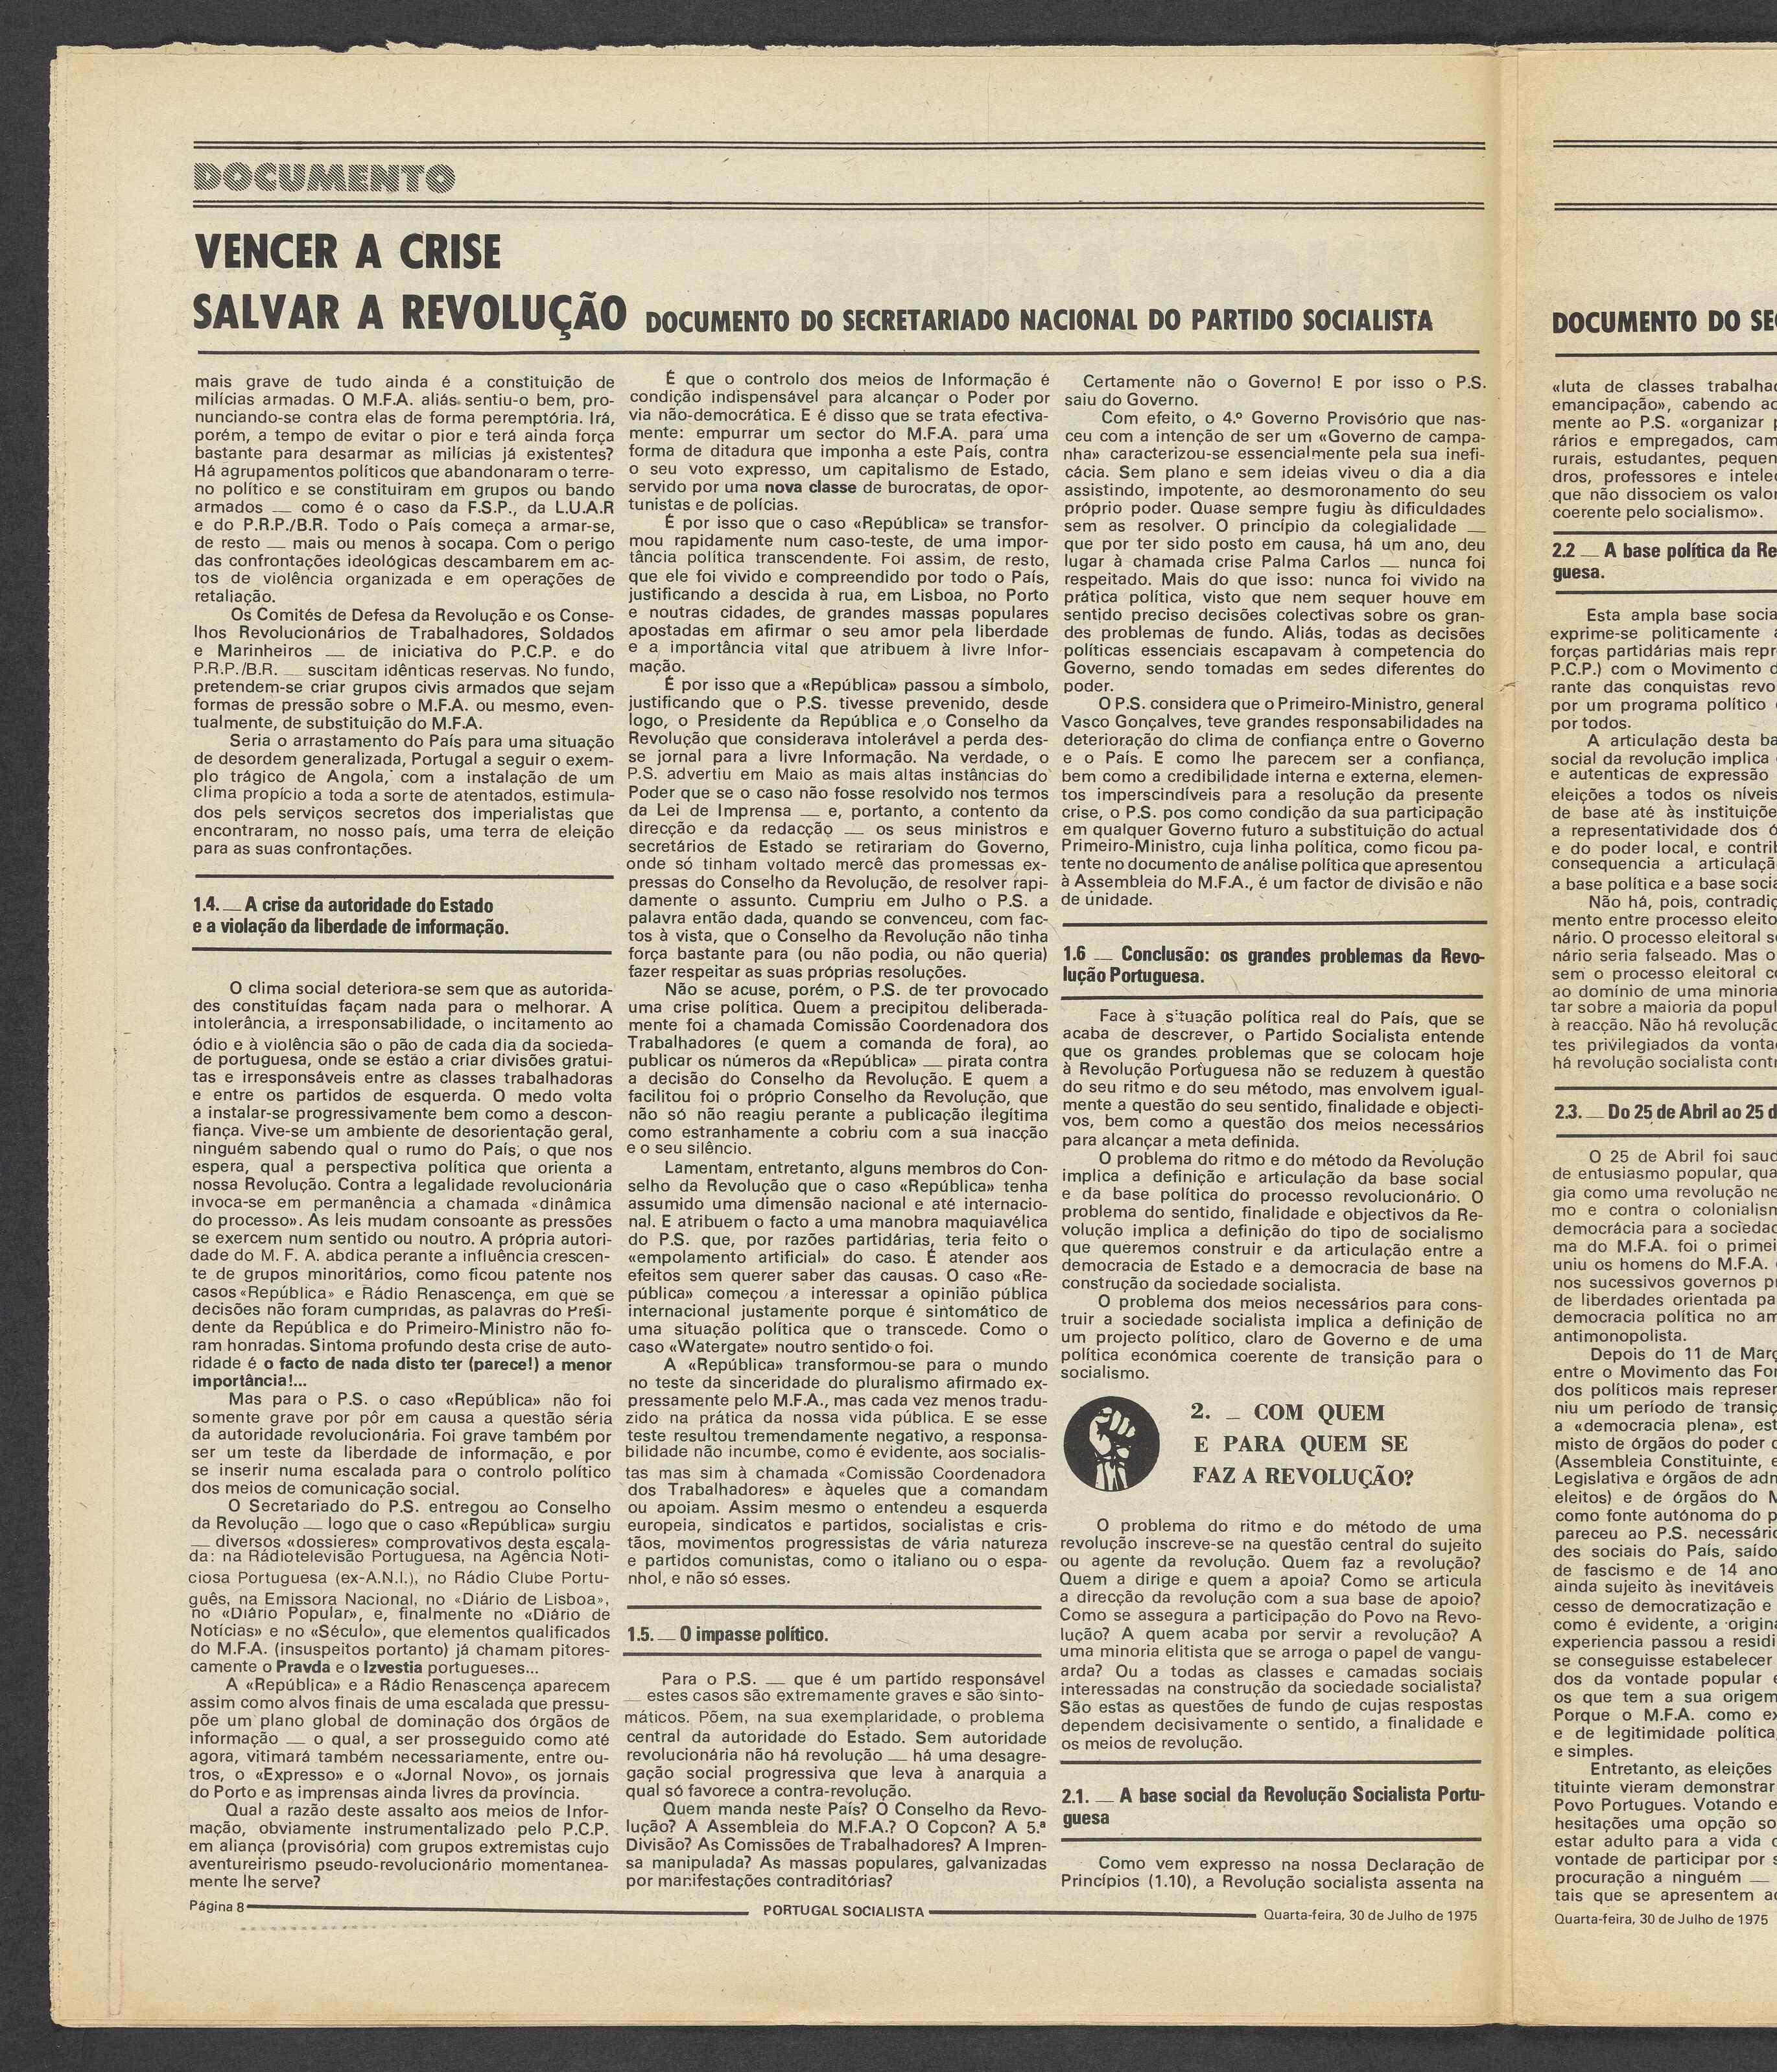 DOCUMENTO
VENCER A CRISE
SALVAR A REVOLUÇÃO DOCUMENTO DO SECRETARIADO NACIONAL DO PARTIDO SOCIALISTA
mais grave de tudo ainda é a constituição de
milícias armadas. O M.F.A. aliás sentiu-o bem, pro-
nunciando-se contra elas de forma peremptória. Irá,
porém, a tempo de evitar o pior e terá ainda força
bastante para desarmar as milícias já existentes?
Há agrupamentos políticos que abandonaram o terre-
no político e se constituiram em grupos ou bando
armados — como é o caso da F.S.P., da L.U.A.R
e do P.R.P./B.R. Todo o País começa a armar-se,
de resto — mais ou menos à socapa. Com o perigo
das confrontações ideológicas descambarem em ac-
tos de violência organizada e em operações de
retaliação.
Os Comités de Defesa da Revolução e os Conse-
lhos Revolucionários de Trabalhadores, Soldados
e Marinheiros — de iniciativa do P.C.P. e do
P.R.P./B.R. — suscitam idênticas reservas. No fundo,
pretendem-se criar grupos civis armados que sejam
formas de pressão sobre o M.F.A. ou mesmo, even-
tualmente, de substituição do M.F.A.
Seria o arrastamento do País para uma situação
de desordem generalizada, Portugal a seguir o exem-
plo trágico de Angola, com a instalação de um
clima propício a toda a sorte de atentados, estimula-
dos pels serviços secretos dos imperialistas que
encontraram, no nosso país, uma terra de eleição
para as suas confrontações.
1.4. — A crise da autoridade do Estado
e a violação da liberdade de informação.
O clima social deteriora-se sem que as autorida-
des constituídas façam nada para o melhorar. A
intolerância, a irresponsabilidade, o incitamento ao
ódio e à violência são o pão de cada dia da socieda-
de portuguesa, onde se estão a criar divisões gratui-
tas e irresponsáveis entre as classes trabalhadoras
e entre os partidos de esquerda. O medo volta
a instalar-se progressivamente bem como a descon-
fiança. Vive-se um ambiente de desorientação geral,
ninguém sabendo qual o rumo do País, o que nos
espera, qual a perspectiva política que orienta a
nossa Revolução. Contra a legalidade revolucionária
invoca-se em permanência a chamada «dinâmica
do processo». As leis mudam consoante as pressões
se exercem num sentido ou noutro. A própria autori-
dade do M. F. A. abdica perante a influência crescen-
te de grupos minoritários, como ficou patente nos
casos «República» e Rádio Renascença, em que se
decisões não foram cumpridas, as palavras do Presi-
dente da República e do Primeiro-Ministro não fo-
ram honradas. Sintoma profundo desta crise de auto-
ridade é o facto de nada disto ter (parece!) a menor
importância!...
Mas para o P.S. o caso «República» não foi
somente grave por pôr em causa a questão séria
da autoridade revolucionária. Foi grave também por
ser um teste da liberdade de informação, e por
se inserir numa escalada para o controlo político
dos meios de comunicação social.
O Secretariado do P.S. entregou ao Conselho
da Revolução — logo que o caso «República» surgiu
— diversos «dossieres» comprovativos desta escala-
da: na Rádiotelevisão Portuguesa, na Agência Noti-
ciosa Portuguesa (ex-A.N.I.), no Rádio Clube Portu-
guês, na Emissora Nacional, no «Diário de Lisboa»,
no «Diário Popular», e, finalmente no «Diário de
Notícias» e no «Século», que elementos qualificados
do M.F.A. (insuspeitos portanto) já chamam pitores-
camente o Pravda e o Izvestia portugueses...
A «República» e a Rádio Renascença aparecem
assim como alvos finais de uma escalada que pressu-
põe um plano global de dominação dos órgãos de
informação — o qual, a ser prosseguido como até
agora, vitimará também necessariamente, entre ou-
tros, o «Expresso» e o «Jornal Novo», os jornais
do Porto e as imprensas ainda livres da província.
Qual a razão deste assalto aos meios de Infor-
mação, obviamente instrumentalizado pelo P.C.P.
em aliança (provisória) com grupos extremistas cujo
aventureirismo pseudo-revolucionário momentanea-
mente lhe serve?
É que o controlo dos meios de Informação é
condição indispensável para alcançar o Poder por
via não-democrática. E é disso que se trata efectiva-
mente: empurrar um sector do M.F.A. para uma
forma de ditadura que imponha a este País, contra
o seu voto expresso, um capitalismo de Estado,
servido por uma nova classe de burocratas, de opor-
tunistas e de polícias.
É por isso que o caso «República» se transfor-
mou rapidamente num caso-teste, de uma impor-
tância política transcendente. Foi assim, de resto,
que ele foi vivido e compreendido por todo o País,
justificando a descida à rua, em Lisboa, no Porto
e noutras cidades, de grandes massas populares
apostadas em afirmar o seu amor pela liberdade
e a importância vital que atribuem à livre Infor-
mação.
É por isso que a «República» passou a símbolo,
justificando que o P.S. tivesse prevenido, desde
logo, o Presidente da República e o Conselho da
Revolução que considerava intolerável a perda des-
se jornal para a livre Informação. Na verdade, o
P.S. advertiu em Maio as mais altas instâncias do
Poder que se o caso não fosse resolvido nos termos
da Lei de Imprensa — e, portanto, a contento da
direcção e da redacção — os seus ministros e
secretários de Estado se retirariam do Governo,
onde só tinham voltado mercê das promessas ex-
pressas do Conselho da Revolução, de resolver rapi-
damente o assunto. Cumpriu em Julho o P.S. a
palavra então dada, quando se convenceu, com fac-
tos à vista, que o Conselho da Revolução não tinha
força bastante para (ou não podia, ou não queria)
fazer respeitar as suas próprias resoluções.
Não se acuse, porém, o P.S. de ter provocado
uma crise política. Quem a precipitou deliberada-
mente foi a chamada Comissão Coordenadora dos
Trabalhadores (e quem a comanda de fora), ao
publicar os números da «República» — pirata contra
a decisão do Conselho da Revolução. E quem a
facilitou foi o próprio Conselho da Revolução, que
não só não reagiu perante a publicação ilegítima
como estranhamente a cobriu com a sua inacção
e o seu silêncio.
Lamentam, entretanto, alguns membros do Con-
selho da Revolução que o caso «República» tenha
assumido uma dimensão nacional e até internacio-
nal. E atribuem o facto a uma manobra maquiavélica
do P.S. que, por razões partidárias, teria feito o
«empolamento artificial» do caso. É atender aos
efeitos sem querer saber das causas. O caso «Re-
pública» começou a interessar a opinião pública
internacional justamente porque é sintomático de
uma situação política que o transcede. Como o
caso «Watergate» noutro sentido o foi.
A «República» transformou-se para o mundo
no teste da sinceridade do pluralismo afirmado ex-
pressamente pelo M.F.A., mas cada vez menos tradu-
zido na prática da nossa vida pública. E se esse
teste resultou tremendamente negativo, a responsa-
bilidade não incumbe, como é evidente, aos socialis-
tas mas sim à chamada «Comissão Coordenadora
dos Trabalhadores» e àqueles que a comandam
ou apoiam. Assim mesmo o entendeu a esquerda
europeia, sindicatos e partidos, socialistas e cris-
tãos, movimentos progressistas de vária natureza
e partidos comunistas, como o italiano ou o espa-
nhol, e não só esses.
1.5. — O impasse político.
Para o P.S. — que é um partido responsável
— estes casos são extremamente graves e são sinto-
máticos. Põem, na sua exemplaridade, o problema
central da autoridade do Estado. Sem autoridade
revolucionária não há revolução — há uma desagre-
gação social progressiva que leva à anarquia a
qual só favorece a contra-revolução.
Quem manda neste País? O Conselho da Revo-
lução? A Assembleia do M.F.A.? O Copcon? A 5.ª
Divisão? As Comissões de Trabalhadores? A Impren-
sa manipulada? As massas populares, galvanizadas
por manifestações contraditórias?
Certamente não o Governo! E por isso o P.S.
saiu do Governo.
Com efeito, o 4.º Governo Provisório que nas-
ceu com a intenção de ser um «Governo de campa-
nha» caracterizou-se essencialmente pela sua inefi-
cácia. Sem plano e sem ideias viveu o dia a dia
assistindo, impotente, ao desmoronamento do seu
próprio poder. Quase sempre fugiu às dificuldades
sem as resolver. O princípio da colegialidade —
que por ter sido posto em causa, há um ano, deu
lugar à chamada crise Palma Carlos — nunca foi
respeitado. Mais do que isso: nunca foi vivido na
prática política, visto que nem sequer houve em
sentido preciso decisões colectivas sobre os gran-
des problemas de fundo. Aliás, todas as decisões
políticas essenciais escapavam à competencia do
Governo, sendo tomadas em sedes diferentes do
poder.
O P.S. considera que o Primeiro-Ministro, general
Vasco Gonçalves, teve grandes responsabilidades na
deterioração do clima de confiança entre o Governo
e o País. E como lhe parecem ser a confiança,
bem como a credibilidade interna e externa, elemen-
tos imperscindíveis para a resolução da presente
crise, o P.S. pos como condição da sua participação
em qualquer Governo futuro a substituição do actual
Primeiro-Ministro, cuja linha política, como ficou pa-
tente no documento de análise política que apresentou
à Assembleia do M.F.A., é um factor de divisão e não
de unidade.
1.6 — Conclusão: os grandes problemas da Revo-
lução Portuguesa.
Face à situação política real do País, que se
acaba de descrever, o Partido Socialista entende
que os grandes problemas que se colocam hoje
à Revolução Portuguesa não se reduzem à questão
do seu ritmo e do seu método, mas envolvem igual-
mente a questão do seu sentido, finalidade e objecti-
vos, bem como a questão dos meios necessários
para alcançar a meta definida.
O problema do ritmo e do método da Revolução
implica a definição e articulação da base social
e da base política do processo revolucionário. O
problema do sentido, finalidade e objectivos da Re-
volução implica a definição do tipo de socialismo
que queremos construir e da articulação entre a
democracia de Estado e a democracia de base na
construção da sociedade socialista.
O problema dos meios necessários para cons-
truir a sociedade socialista implica a definição de
um projecto político, claro de Governo e de uma
política económica coerente de transição para o
socialismo.
2. — COM QUEM
E PARA QUEM SE
FAZ A REVOLUÇÃO?
O problema do ritmo e do método de uma
revolução inscreve-se na questão central do sujeito
ou agente da revolução. Quem faz a revolução?
Quem a dirige e quem a apoia? Como se articula
a direcção da revolução com a sua base de apoio?
Como se assegura a participação do Povo na Revo-
lução? A quem acaba por servir a revolução? A
uma minoria elitista que se arroga o papel de vangu-
arda? Ou a todas as classes e camadas sociais
interessadas na construção da sociedade socialista?
São estas as questões de fundo de cujas respostas
dependem decisivamente o sentido, a finalidade e
os meios de revolução.
2.1. — A base social da Revolução Socialista Portu-
guesa
Como vem expresso na nossa Declaração de
Princípios (1.10), a Revolução socialista assenta na
Página 8
PORTUGAL SOCIALISTA
Quarta-feira, 30 de Julho de 1975
DOCUMENTO DO SE
«luta de classes trabalha
emancipação», cabendo ao
mente ao P.S. «organizar
rários e empregados, cam
rurais, estudantes, pequen
dros, professores e intele
que não dissociem os valo
coerente pelo socialismo».
2.2 — A base política da Re
guesa.
Esta ampla base socia
exprime-se politicamente
forças partidárias mais repr
P.C.P.) com o Movimento d
rante das conquistas revo
por um programa político
por todos.
A articulação desta ba
social da revolução implica
e autenticas de expressão
eleições a todos os níveis
de base até às instituiçõe
a representatividade dos ó
e do poder local, e contrib
consequencia a articulaçã
a base política e a base socia
Não há, pois, contradiç
mento entre processo eleito
nário. O processo eleitoral s
nário seria falseado. Mas o
sem o processo eleitoral c
ao domínio de uma minoria
tar sobre a maioria da popul
à reacção. Não há revolução
tes privilegiados da vonta
há revolução socialista contr
2.3. — Do 25 de Abril ao 25 d
O 25 de Abril foi saud
de entusiasmo popular, qua
gia como uma revolução ne
mo e contra o colonialism
democrácia para a sociedad
ma do M.F.A. foi o primei
uniu os homens do M.F.A.
nos sucessivos governos p
de liberdades orientada pa
democracia política no am
antimonopolista.
Depois do 11 de Març
entre o Movimento das For
dos políticos mais represen
niu um período de transiç
a «democracia plena», est
misto de órgãos do poder
(Assembleia Constituinte, e
Legislativa e órgãos de adm
eleitos) e de órgãos do M
como fonte autónoma do p
pareceu ao P.S. necessário
des sociais do País, saído
de fascismo e de 14 ano
ainda sujeito às inevitáveis
cesso de democratização e
como é evidente, a origina
experiencia passou a residi
se conseguisse estabelecer
dos da vontade popular e
os que tem a sua origem
Porque o M.F.A. como ex
e de legitimidade política
e simples.
Entretanto, as eleições
tituinte vieram demonstrar
Povo Portugues. Votando e
hesitações uma opção so
estar adulto para a vida
vontade de participar por s
procuração a ninguém —
tais que se apresentem a
Quarta-feira, 30 de Julho de 1975